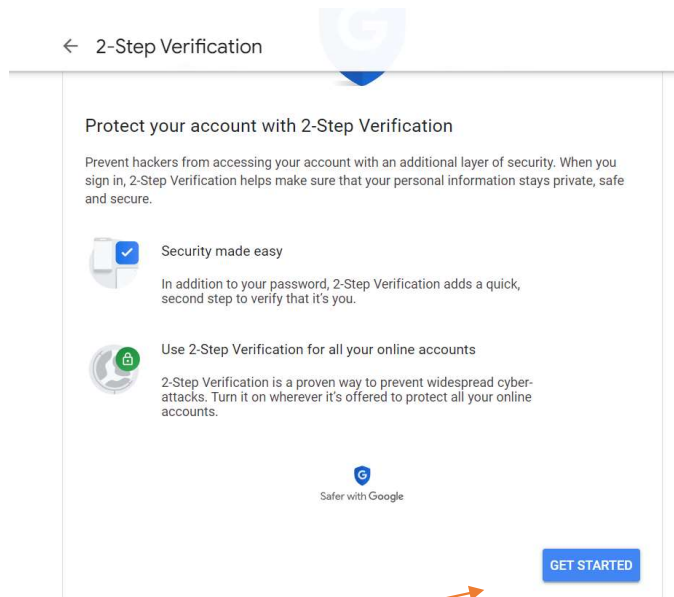 2-Step Verification
Protect your account with 2-Step Verification
Prevent hackers from accessing your account with an additional layer of security. When you
sign in, 2-Step Verification helps make sure that your personal information stays private, safe
and secure.
Security made easy
In addition to your password, 2-Step Verification adds a quick,
second step to verify that it's you.
Use 2-Step Verification for all your online accounts
2-Step Verification is a proven way to prevent widespread cyber-
attacks. Turn it on wherever it's offered to protect all your online
accounts.
G
Safer with Google
GET STARTED